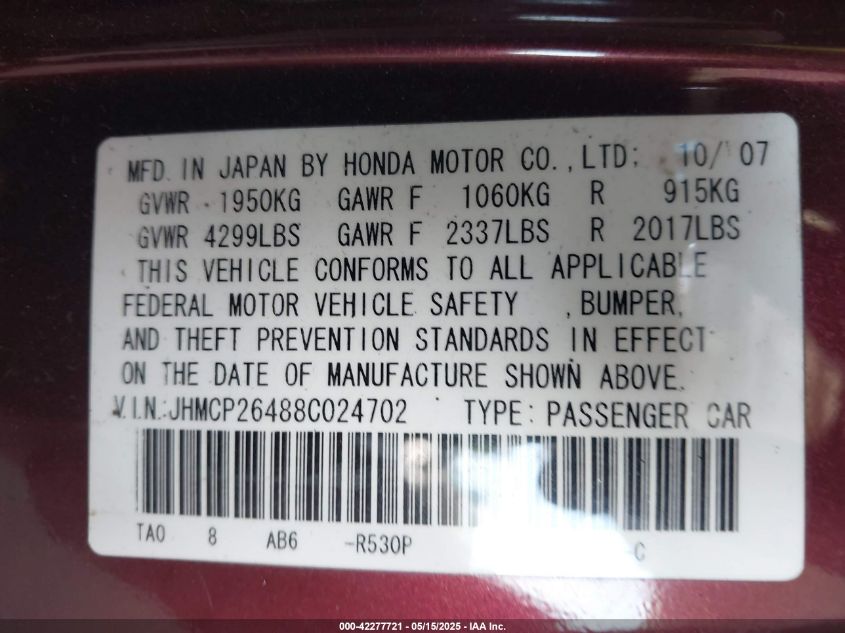 MFD. IN JAPAN BY HONDA MOTOR CO., LTD: 10/ 07
GVWR 1950KG GAWR F 1060KG R 915KG
GVWR 4299LBS GAWR F 2337LBS R 2017LBS
THIS VEHICLE CONFORMS TO ALL APPLICABLE
FEDERAL MOTOR VEHICLE SAFETY , BUMPER,
AND THEFT PREVENTION STANDARDS IN EFFECT
ON THE DATE OF MANUFACTURE SHOWN ABOVE.
V.I.N.:JHMCP26488C024702 TYPE: PASSENGER CAR
TA0 8 AB6 -R530P -C
000-42277721 - 05/15/2025 - IAA Inc.